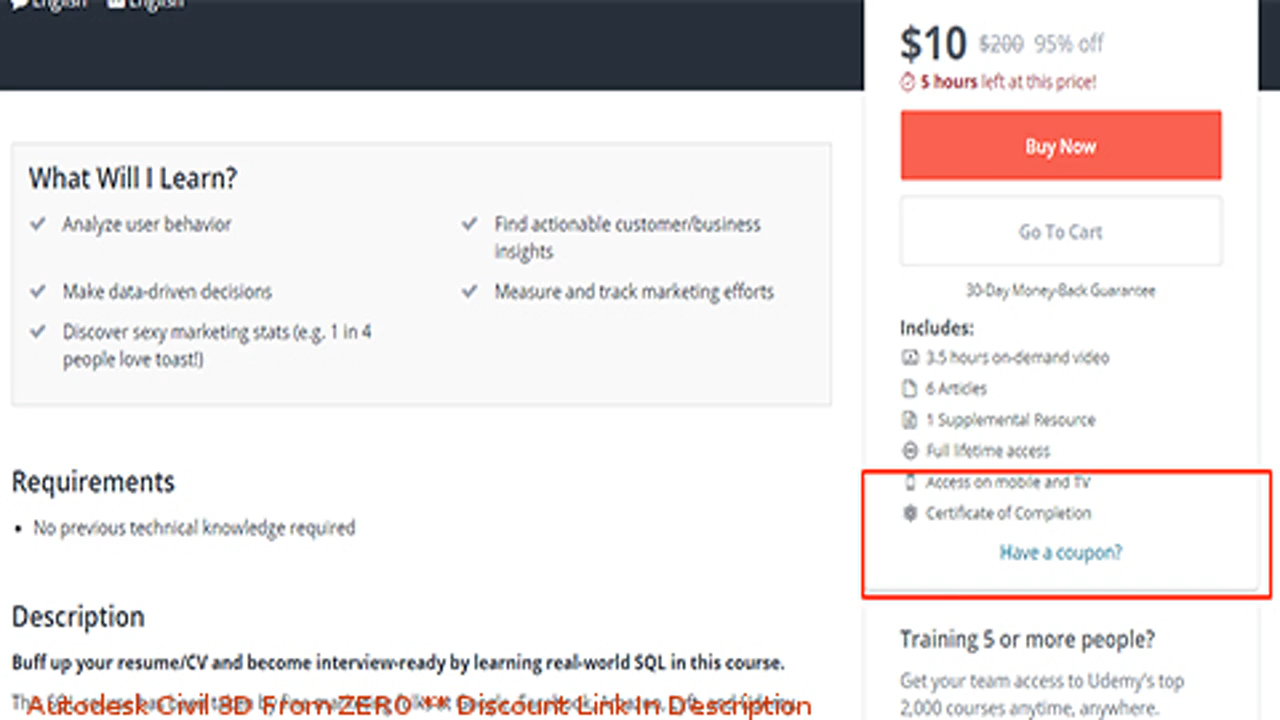 English English
What Will I Learn?
Analyze user behavior
Find actionable customer/business
insights
Make data-driven decisions
Measure and track marketing efforts
Discover sexy marketing stats (e.g. 1 in 4
people love toast!)
Requirements
• No previous technical knowledge required
Description
Buff up your resume/CV and become interview-ready by learning real-world SQL in this course.
Autodesk Civil 3D From ZERO ** Discount Link In Description
$10 $200 95% off
5 hours left at this price!
Buy Now
Go To Cart
30-Day Money-Back Guarantee
Includes:
3.5 hours on-demand video
6 Articles
1 Supplemental Resource
Full lifetime access
Access on mobile and TV
Certificate of Completion
Have a coupon?
Training 5 or more people?
Get your team access to Udemy's top
2,000 courses anytime, anywhere.